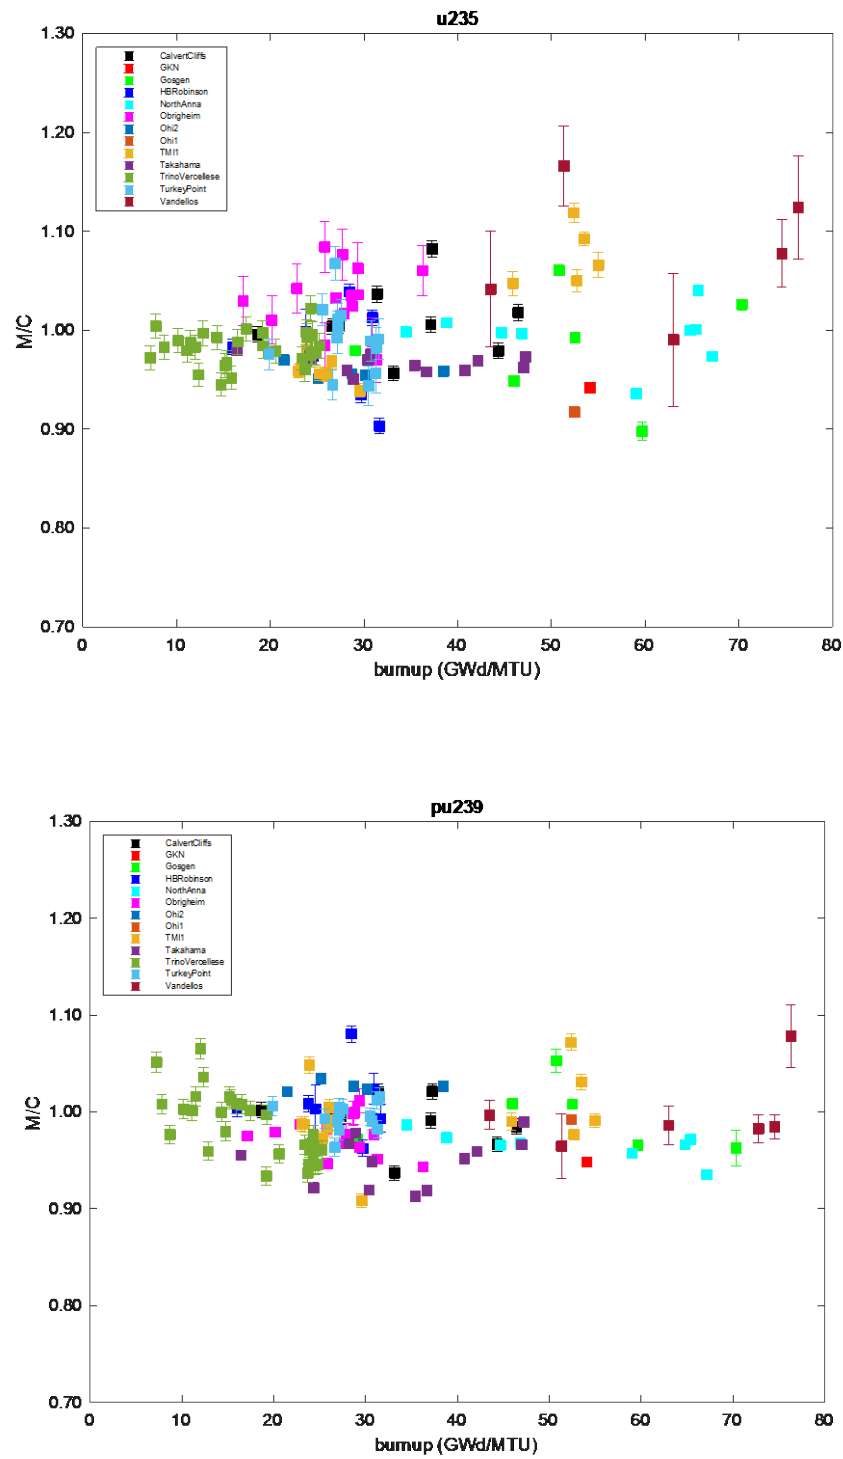 u235
1.30
1.20
1.10
1.00
0.90
0.80
0.70
M/C
CalvertCliffs
GKN
Gosgen
HBRobinson
NorthAnna
Obrigheim
Ohi2
Ohi1
TMI1
Takahama
TrinoVercellese
TurkeyPoint
Vandellos
0 10 20 30 40 50 60 70 80
burnup (GWd/MTU)
pu239
1.30
1.20
1.10
1.00
0.90
0.80
0.70
M/C
CalvertCliffs
GKN
Gosgen
HBRobinson
NorthAnna
Obrigheim
Ohi2
Ohi1
TMI1
Takahama
TrinoVercellese
TurkeyPoint
Vandellos
0 10 20 30 40 50 60 70 80
burnup (GWd/MTU)